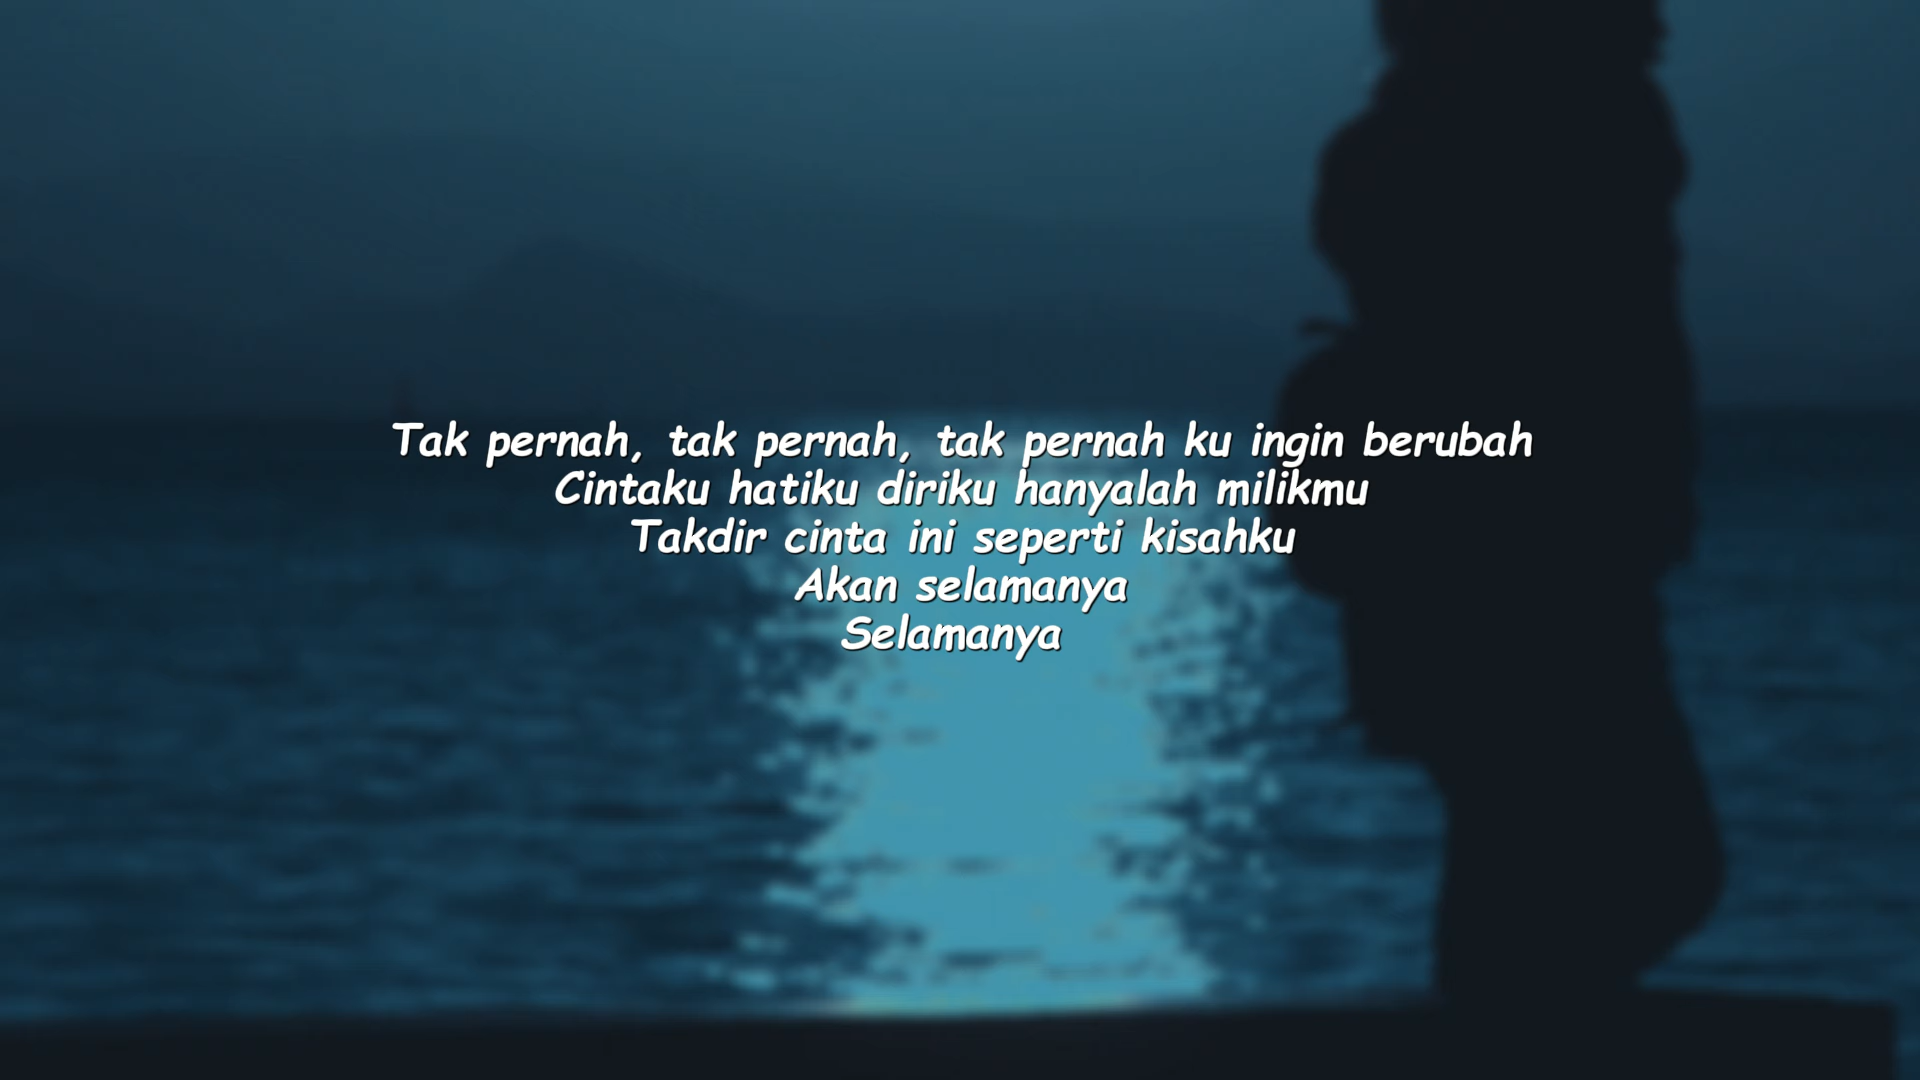 Tak pernah, tak pernah, tak pernah ku ingin berubah
Cintaku hatiku diriku hanyalah milikmu
Takdir cinta ini seperti kisahku
Akan selamanya
Selamanya